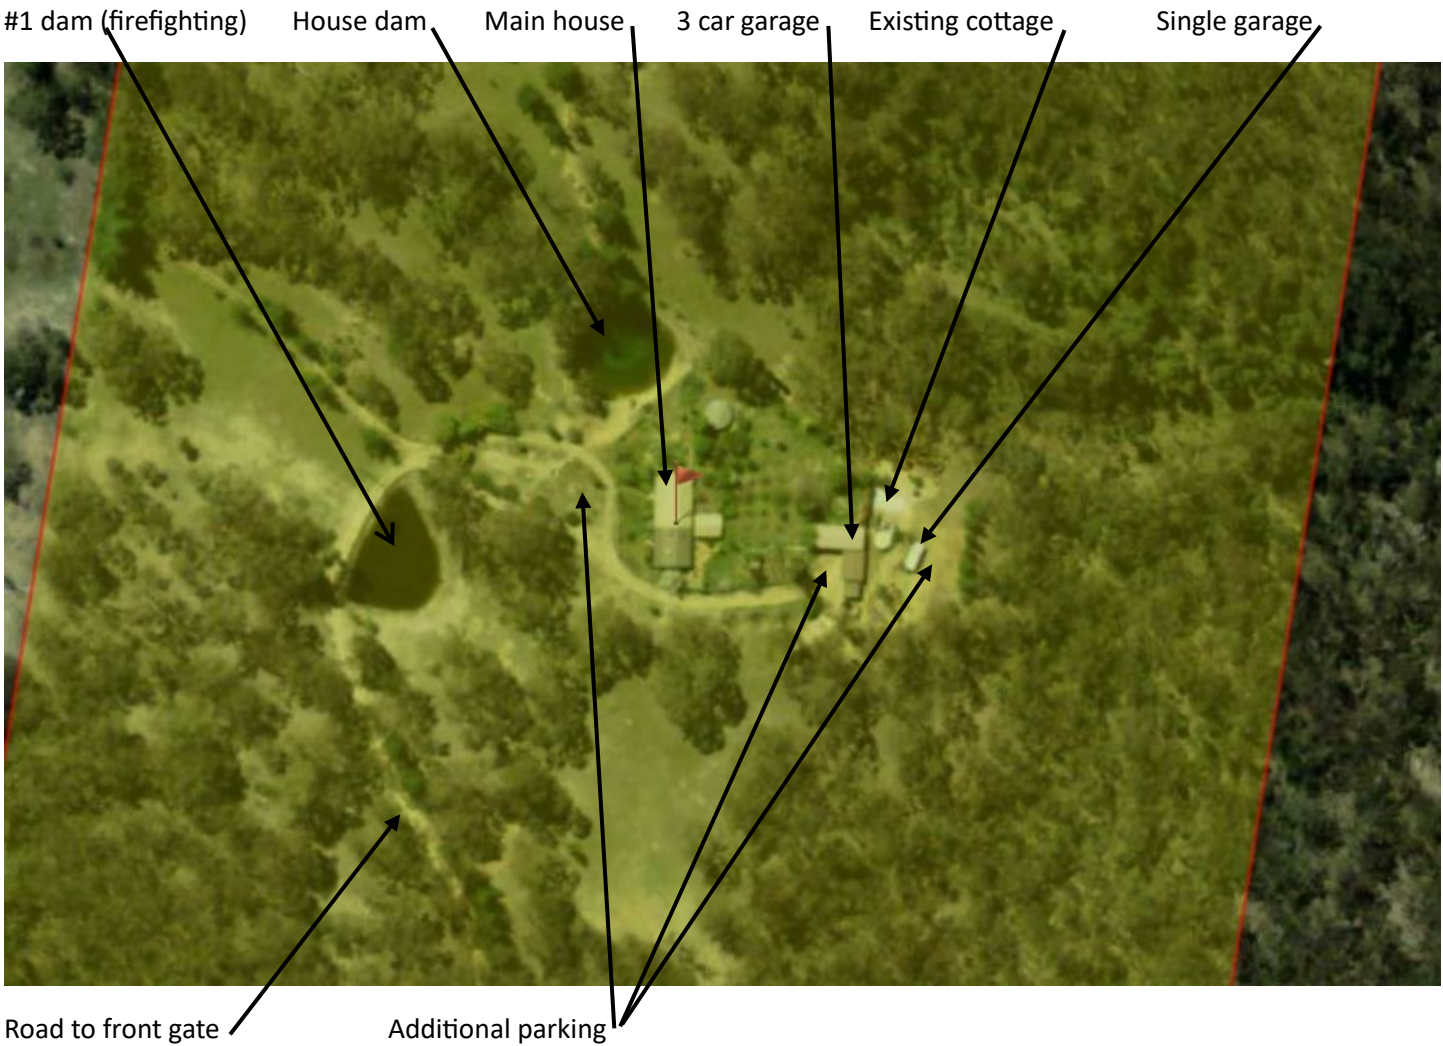 #1 dam (firefighting) House dam Main house 3 car garage Existing cottage Single garage
Road to front gate Additional parking